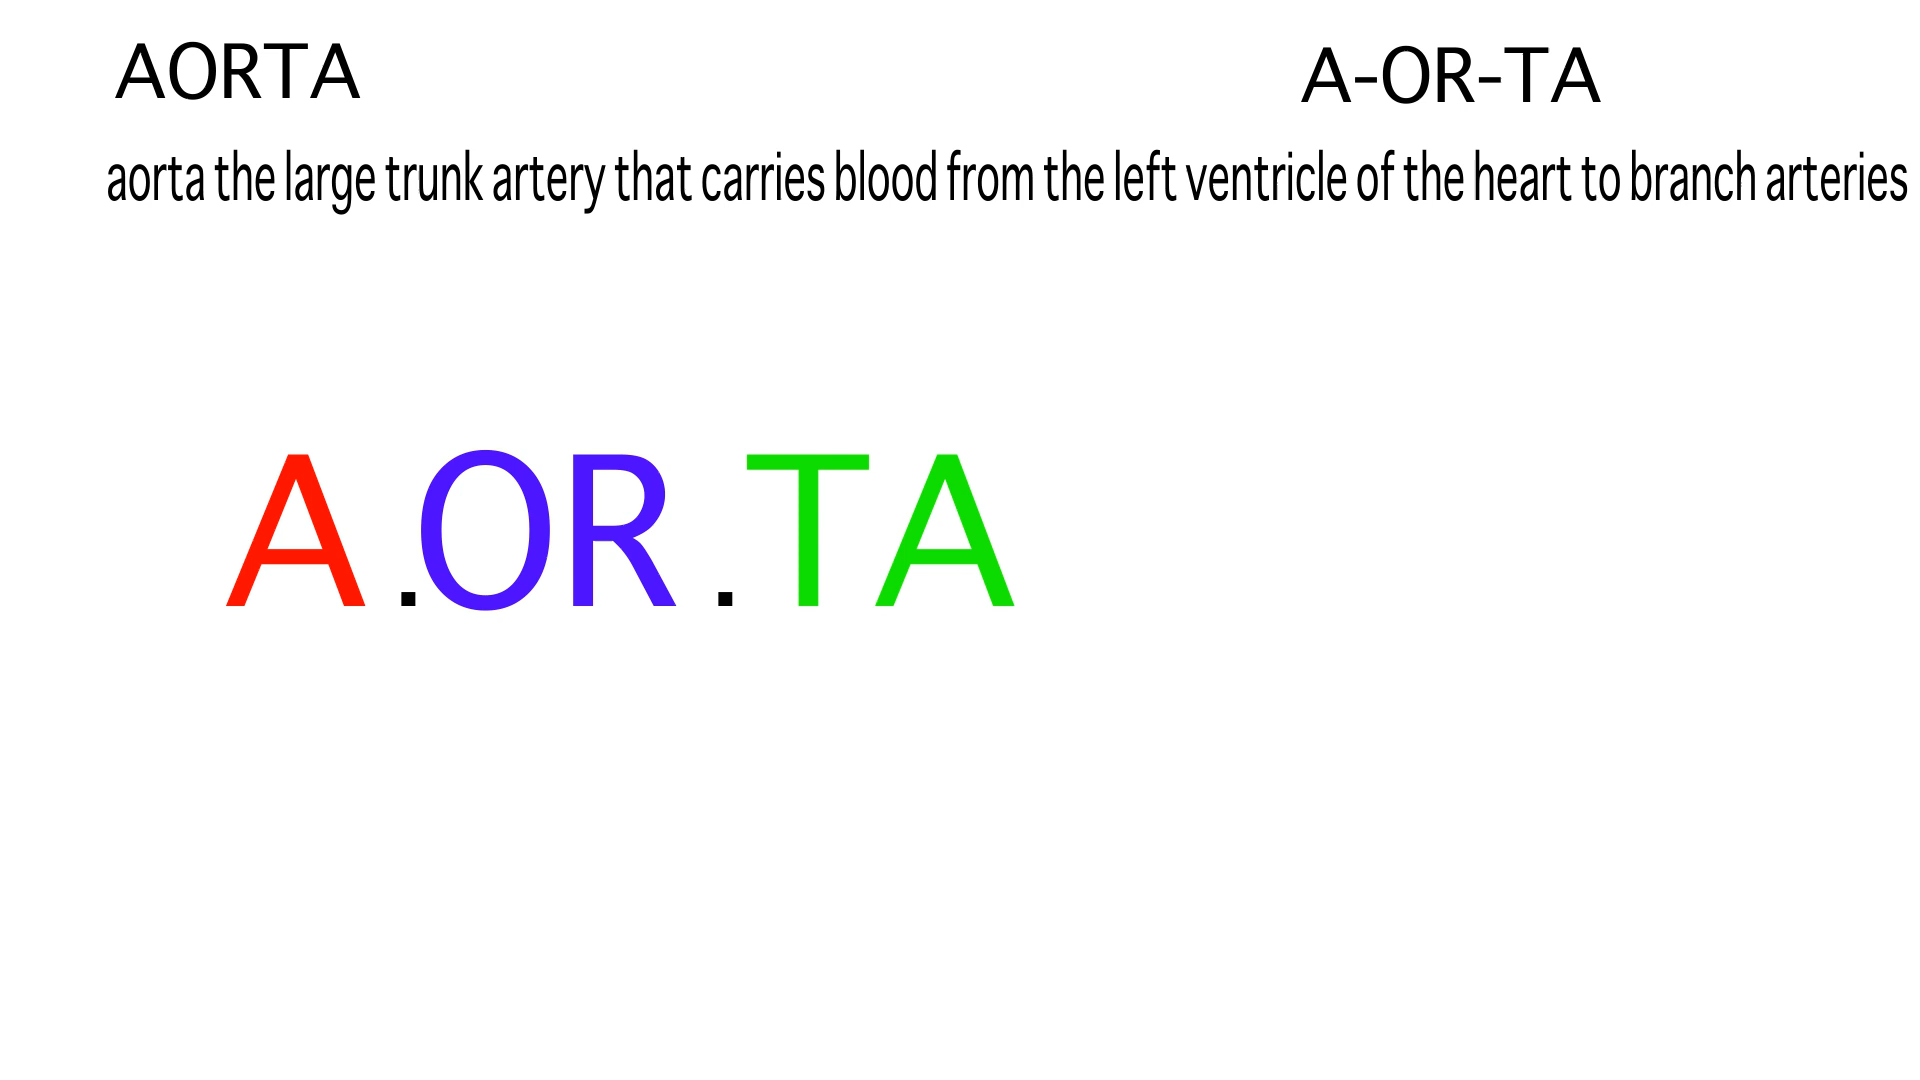 AORTA A-OR-TA
aorta the large trunk artery that carries blood from the left ventricle of the heart to branch arteries
A.OR.TA